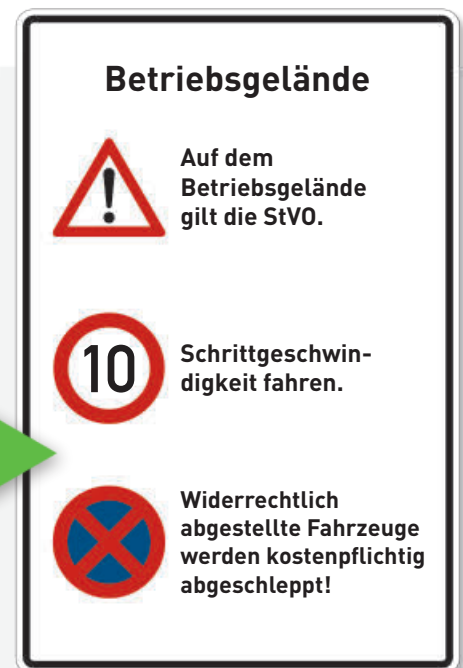 Betriebsgelände
Auf dem
Betriebsgelände
gilt die StVO.
10
Schrittgeschwin-
digkeit fahren.
Widerrechtlich
abgestellte Fahrzeuge
werden kostenpflichtig
abgeschleppt!